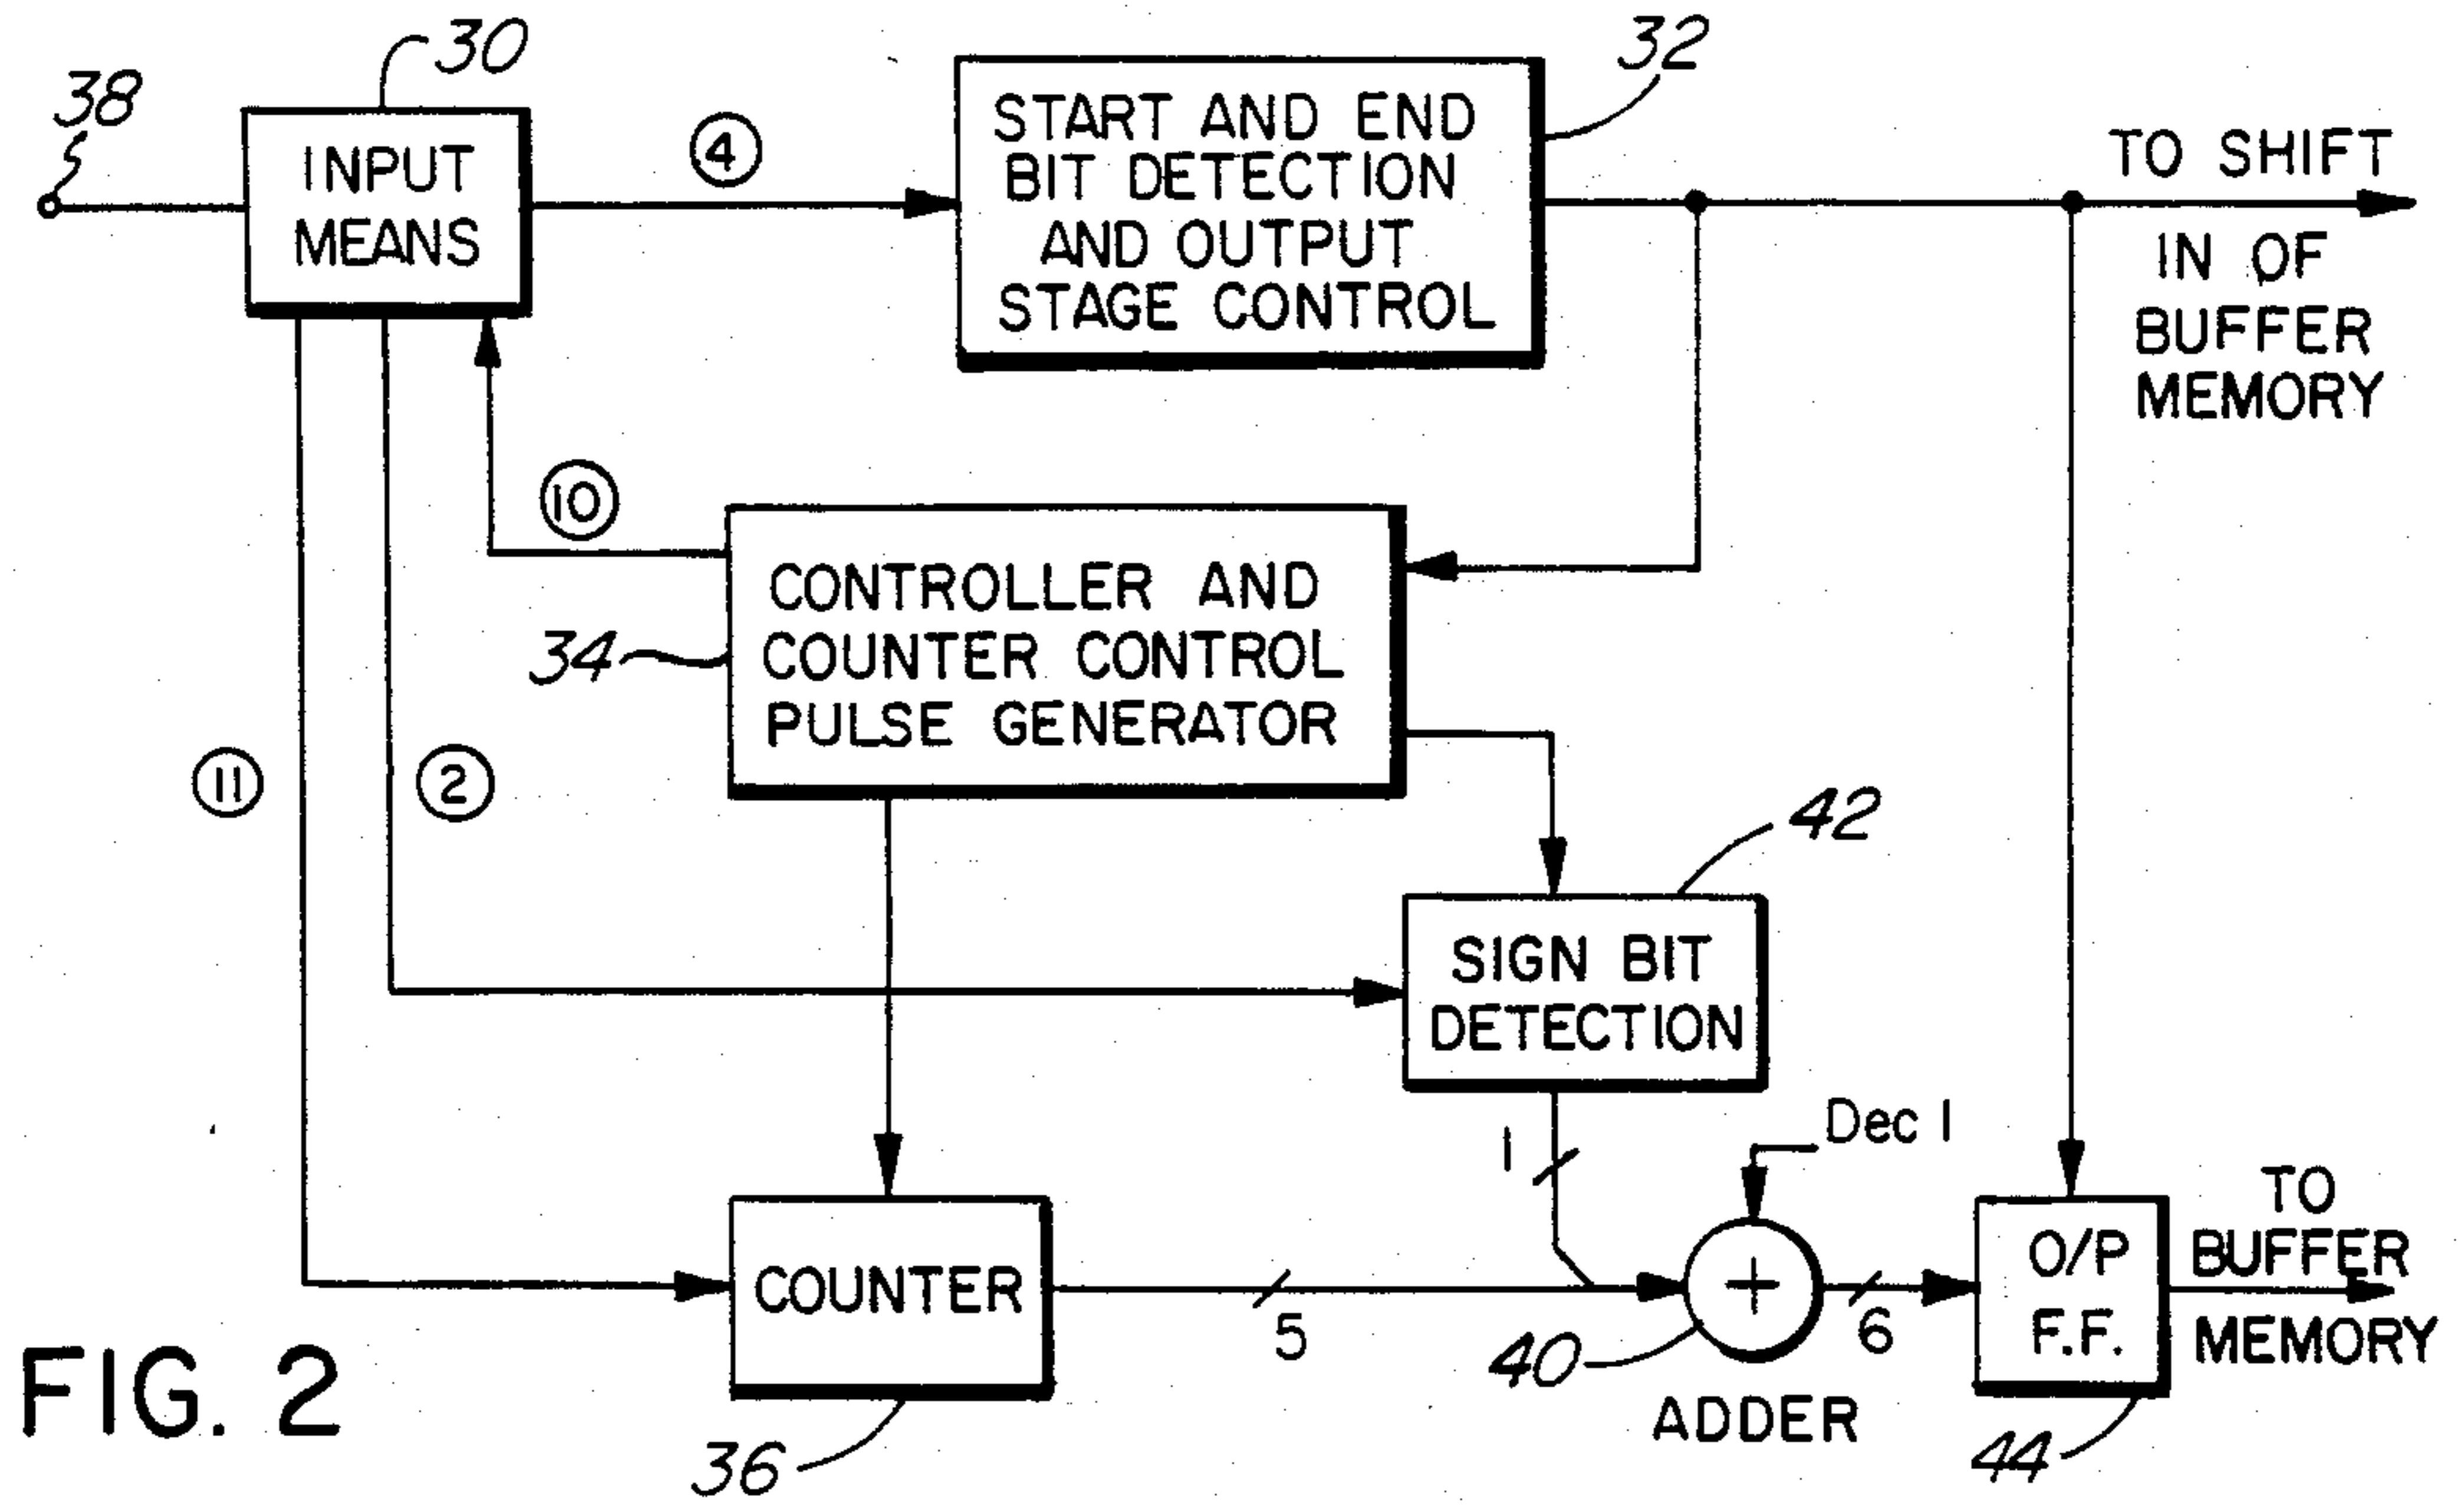 30
32
38
INPUT
MEANS
④
START AND END
BIT DETECTION
AND OUTPUT
STAGE CONTROL
TO SHIFT
IN OF
BUFFER
MEMORY
⑩
34
CONTROLLER AND
COUNTER CONTROL
PULSE GENERATOR
⑪
②
42
SIGN BIT
DETECTION
1
Dec 1
COUNTER
5
+
40
ADDER
6
O/P
F.F.
TO
BUFFER
MEMORY
36
44
FIG. 2